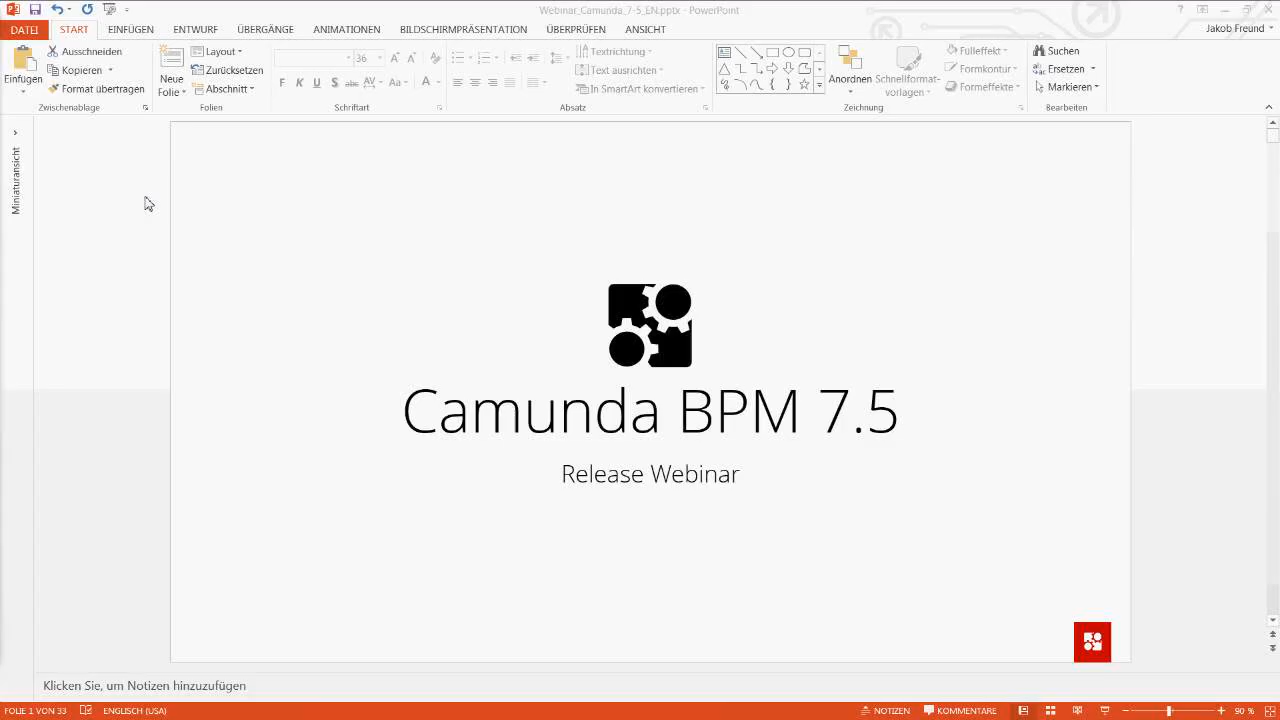 Webinar_Camunda_7-5_EN.pptx - PowerPoint
DATEI START EINFÜGEN ENTWURF ÜBERGÄNGE ANIMATIONEN BILDSCHIRMPRÄSENTATION ÜBERPRÜFEN ANSICHT Jakob Freund
Einfügen
Ausschneiden
Kopieren
Format übertragen
Zwischenablage
Neue Folie
Layout
Zurücksetzen
Abschnitt
Folien
36
F K U S abc AV Aa A
Schriftart
Textrichtung
Text ausrichten
In SmartArt konvertieren
Absatz
Anordnen
Schnellformat-
vorlagen
Fülleffekt
Formkontur
Formeffekte
Zeichnung
Suchen
Ersetzen
Markieren
Bearbeiten
Miniaturansicht
Camunda BPM 7.5
Release Webinar
Klicken Sie, um Notizen hinzuzufügen
FOLIE 1 VON 33 ENGLISCH (USA) NOTIZEN KOMMENTARE 90 %